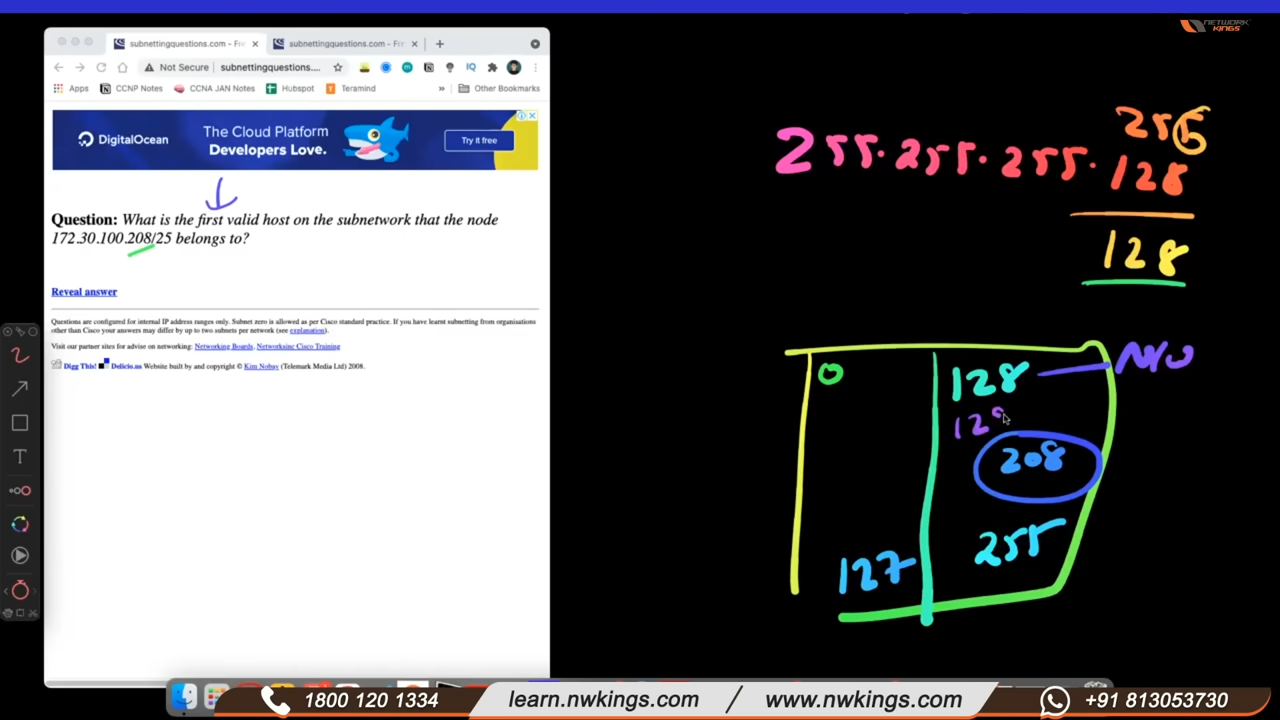 NETWORK
KINGS
subnettingquestions.com - Fre
subnettingquestions.com - Fre
Not Secure
subnettingquestions....
Apps
CCNP Notes
CCNA JAN Notes
Hubspot
Teramind
»
Other Bookmarks
DigitalOcean
The Cloud Platform
Developers Love.
Try it free
Question: What is the first valid host on the subnetwork that the node
172.30.100.208/25 belongs to?
Reveal answer
Questions are configured for internal IP address ranges only. Subnet zero is allowed as per Cisco standard practice. If you have learnt subnetting from organisations
other than Cisco your answers may differ by up to two subnets per network (see explanation).
Visit our partner sites for advise on networking: Networking Boards, Networksinc Cisco Training
Digg This! Delicio.us Website built by and copyright © Kim Nobay (Telemark Media Ltd) 2008.
256
255.255.255.128
128
0
128
N/W
12
208
255
127
1800 120 1334
learn.nwkings.com
/
www.nwkings.com
+91 813053730